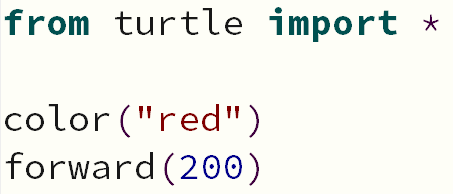 from turtle import *
color("red")
forward(200)